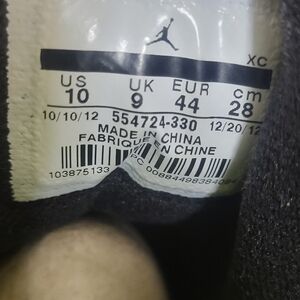 XC
US UK EUR cm
10 9 44 28
10/10/12 554724-330 12/20/12
MADE IN CHINA
FABRIQUE EN CHINE
103875133